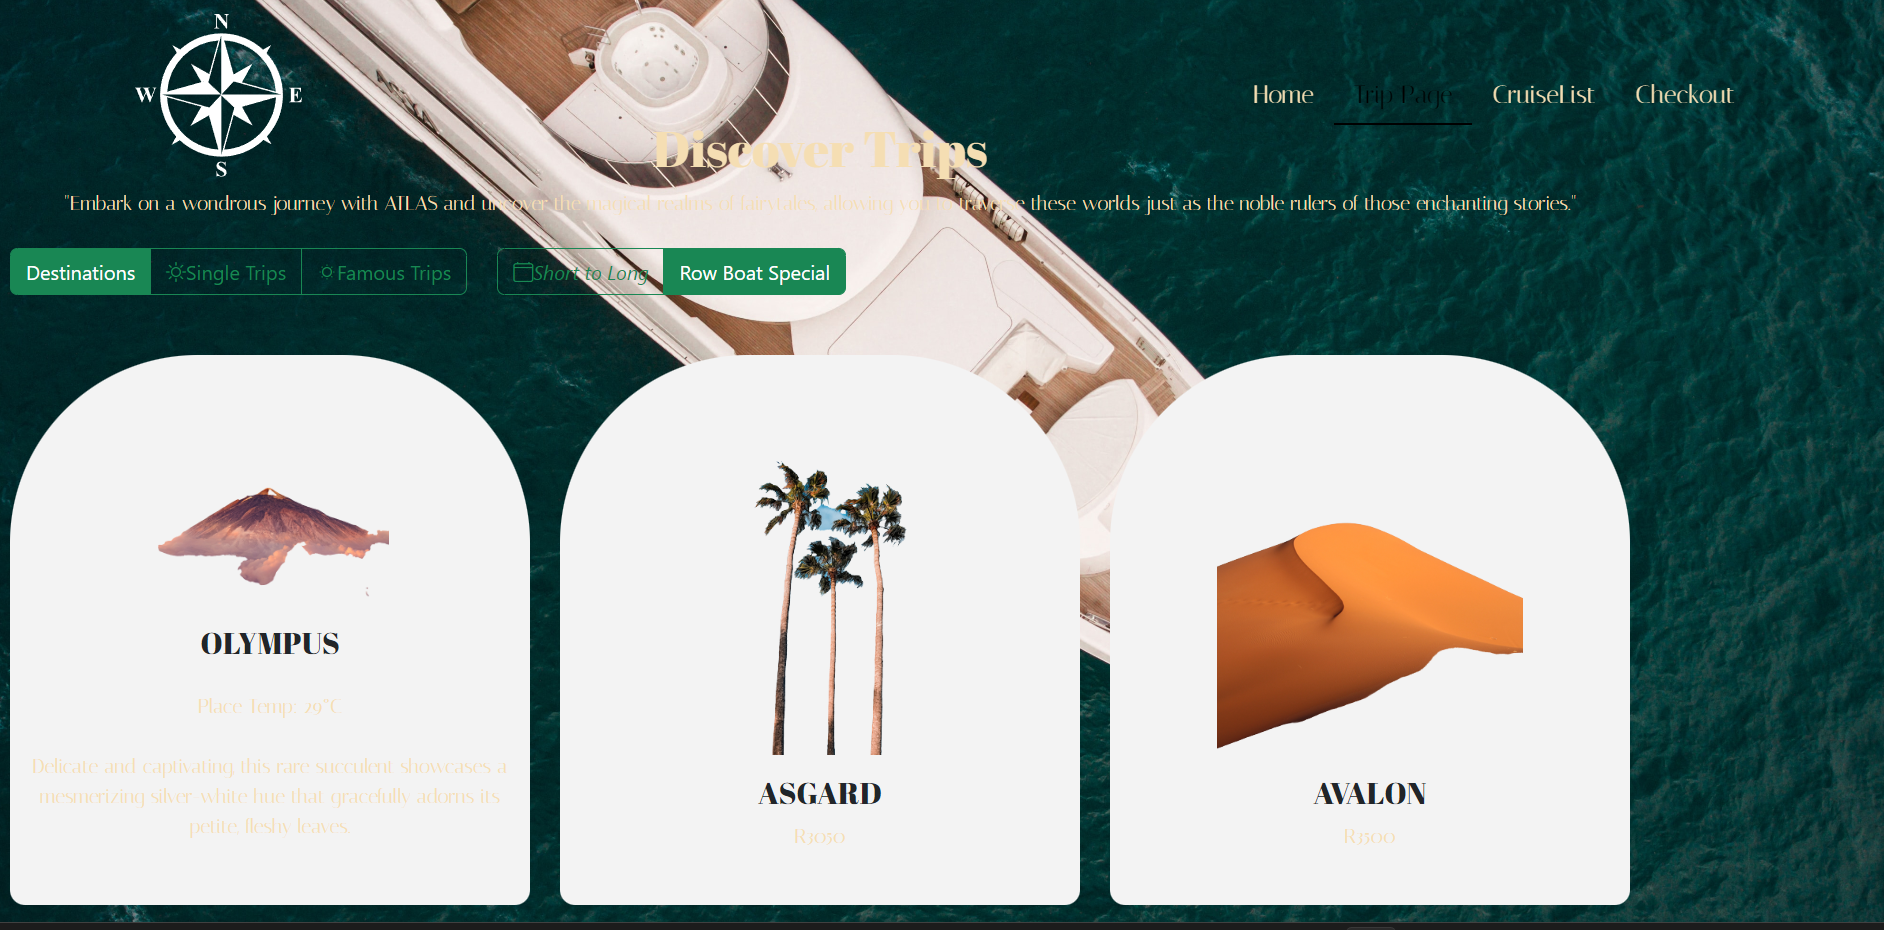 N
W E
S
Home Trip Page CruiseList Checkout
Discover Trips
"Embark on a wondrous journey with ATLAS and uncover the magical realms of fairytales, allowing you to traverse these worlds just as the noble rulers of those enchanting stories."
Destinations Single Trips Famous Trips Short to Long Row Boat Special
OLYMPUS
Place Temp: 29°C
Delicate and captivating, this rare succulent showcases a
mesmerizing silver-white hue that gracefully adorns its
petite, fleshy leaves.
ASGARD
R3050
AVALON
R3500